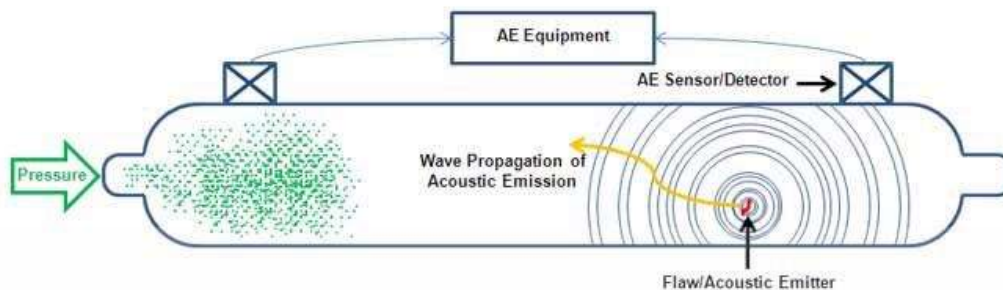 AE Equipment
AE Sensor/Detector
Pressure
Wave Propagation of
Acoustic Emission
Flaw/Acoustic Emitter